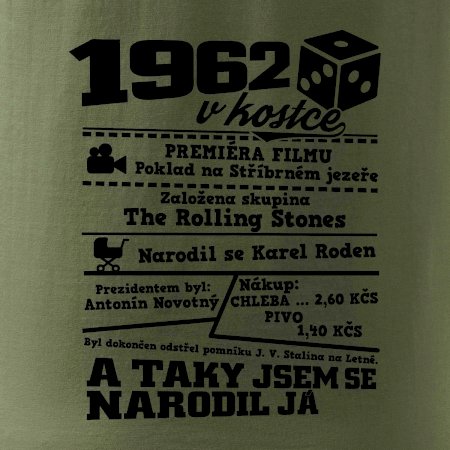 1962
v kostce
PREMIÉRA FILMU
Poklad na Stříbrném jezeře
Založena skupina
The Rolling Stones
Narodil se Karel Roden
Prezidentem byl:
Antonín Novotný
Nákup:
CHLEBA ... 2,60 KČS
PIVO
1,40 KČS
Byl dokončen odstřel pomníku J. V. Stalina na Letné.
A TAKY JSEM SE
NARODIL JÁ